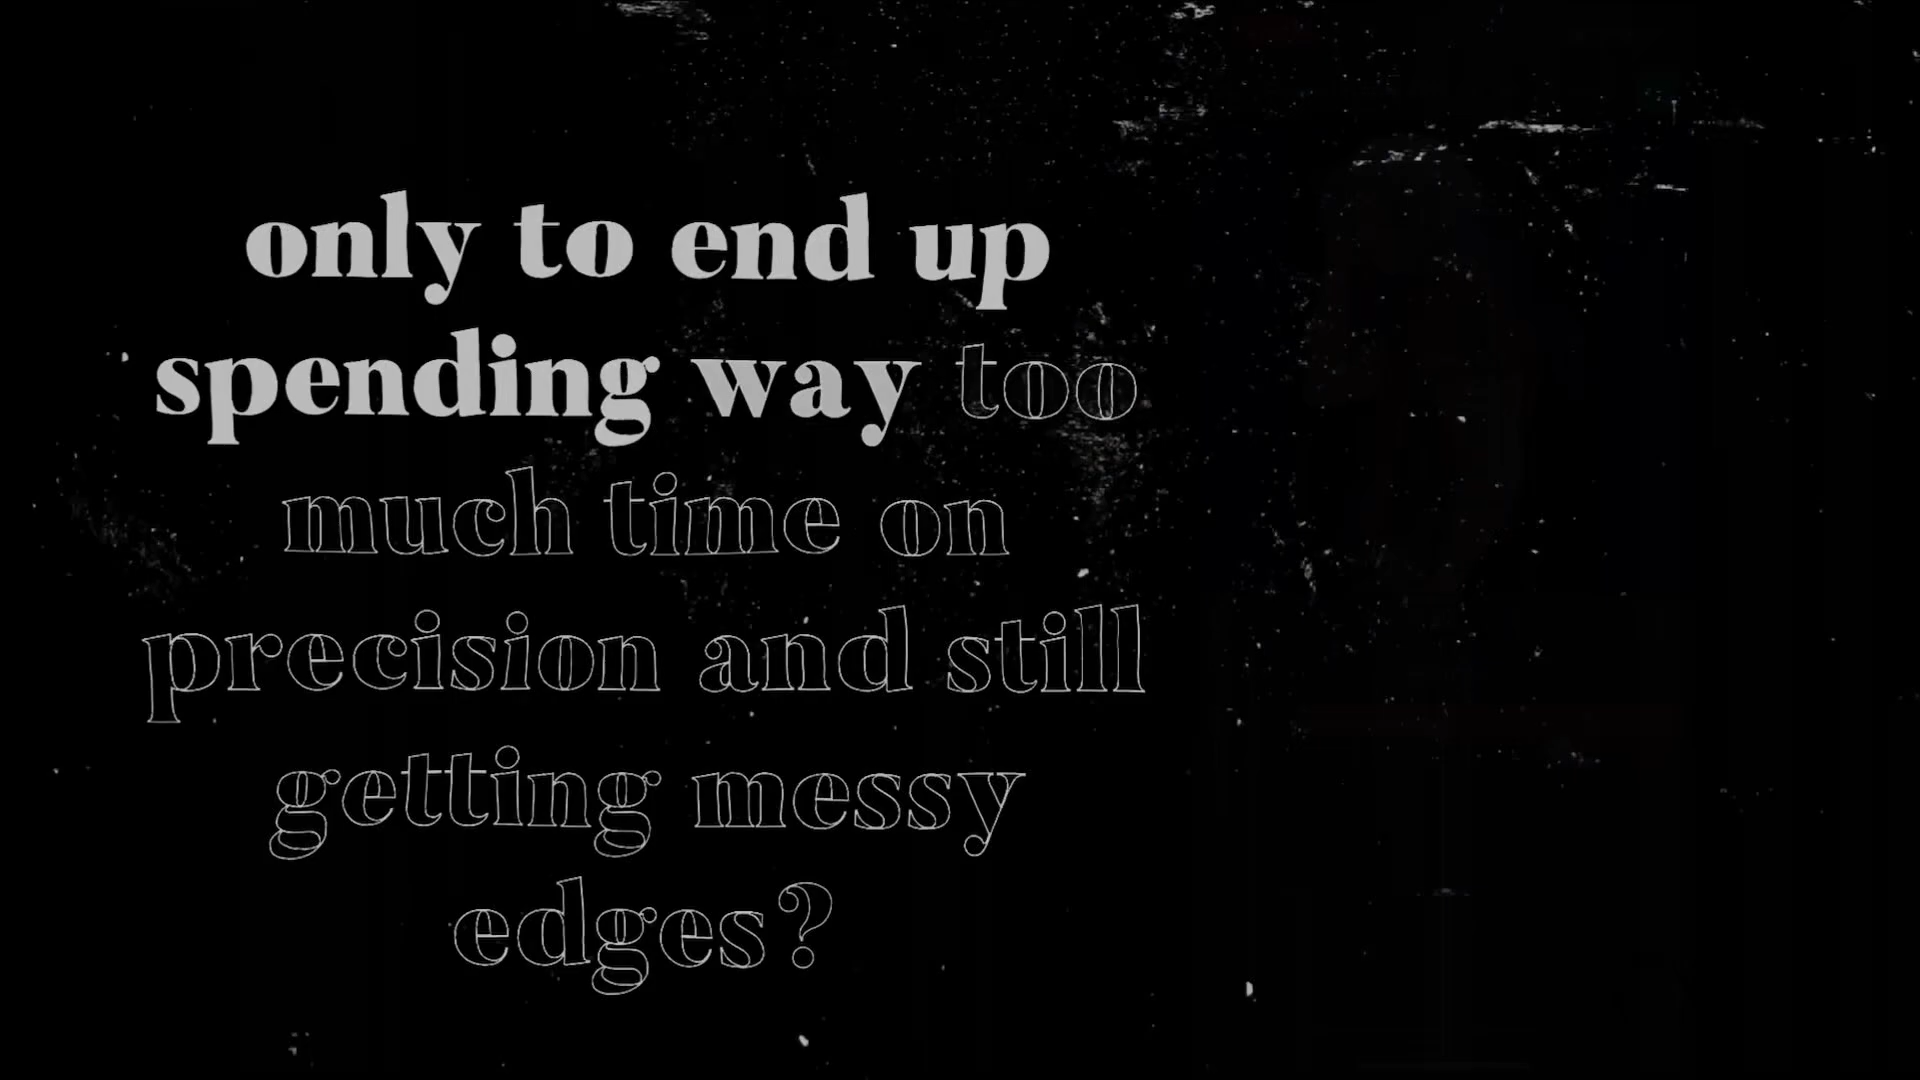 only to end up
spending way too
much time on
precision and still
getting messy
edges?